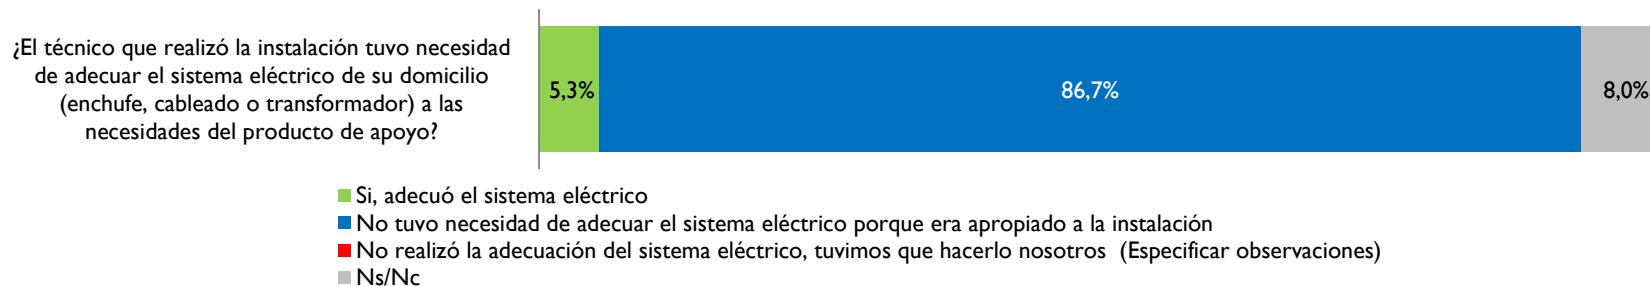 ¿El técnico que realizó la instalación tuvo necesidad
de adecuar el sistema eléctrico de su domicilio
(enchufe, cableado o transformador) a las
necesidades del producto de apoyo?
5,3%
86,7%
8,0%
Si, adecuó el sistema eléctrico
No tuvo necesidad de adecuar el sistema eléctrico porque era apropiado a la instalación
No realizó la adecuación del sistema eléctrico, tuvimos que hacerlo nosotros  (Especificar observaciones)
Ns/Nc